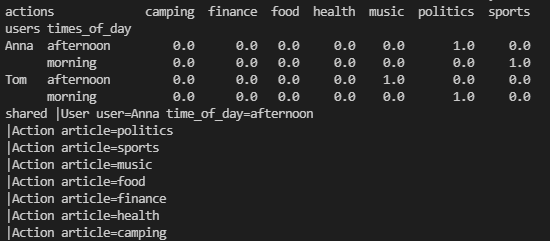 actions camping finance food health music politics sports
users times_of_day
Anna afternoon 0.0 0.0 0.0 0.0 0.0 1.0 0.0
morning 0.0 0.0 0.0 0.0 0.0 0.0 1.0
Tom afternoon 0.0 0.0 0.0 0.0 1.0 0.0 0.0
morning 0.0 0.0 0.0 0.0 0.0 1.0 0.0
shared |User user=Anna time_of_day=afternoon
|Action article=politics
|Action article=sports
|Action article=music
|Action article=food
|Action article=finance
|Action article=health
|Action article=camping